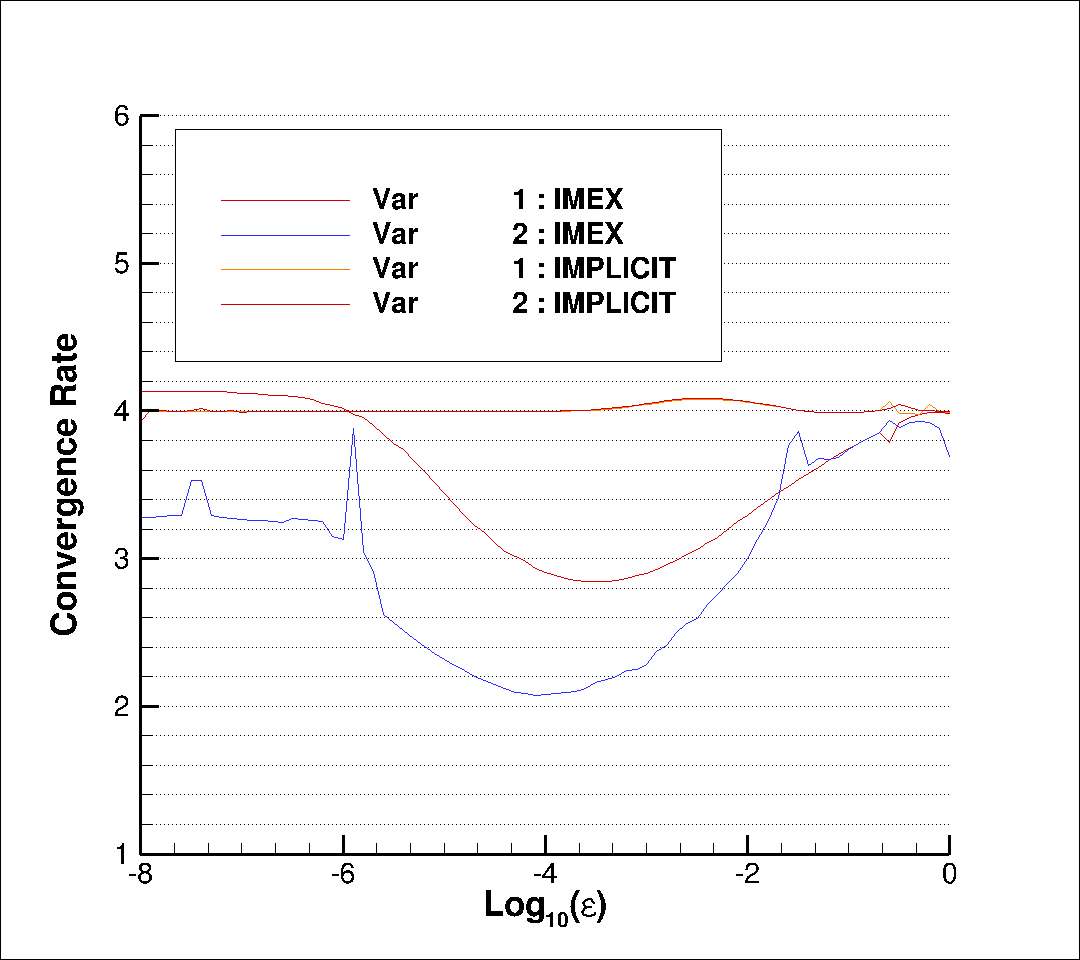 6
5
4
3
2
1
Convergence Rate
Var 1 : IMEX
Var 2 : IMEX
Var 1 : IMPLICIT
Var 2 : IMPLICIT
-8 -6 -4 -2 0
Log₁₀(ε)